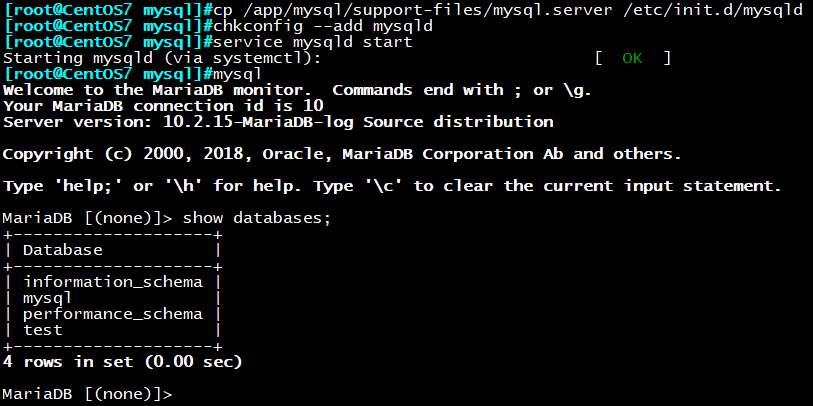 [root@CentOS7 mysql]#cp /app/mysql/support-files/mysql.server /etc/init.d/mysqld
[root@CentOS7 mysql]#chkconfig --add mysqld
[root@CentOS7 mysql]#service mysqld start
Starting mysqld (via systemctl):                           [  OK  ]
[root@CentOS7 mysql]#mysql
Welcome to the MariaDB monitor.  Commands end with ; or \g.
Your MariaDB connection id is 10
Server version: 10.2.15-MariaDB-log Source distribution

Copyright (c) 2000, 2018, Oracle, MariaDB Corporation Ab and others.

Type 'help;' or '\h' for help. Type '\c' to clear the current input statement.

MariaDB [(none)]> show databases;
+--------------------+
| Database           |
+--------------------+
| information_schema |
| mysql              |
| performance_schema |
| test               |
+--------------------+
4 rows in set (0.00 sec)

MariaDB [(none)]>